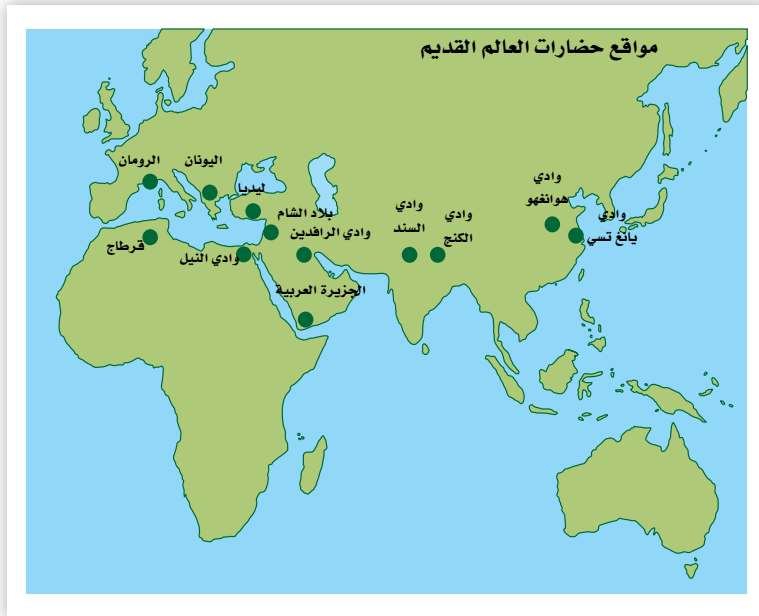 مواقع حضارات العالم القديم
الرومان
اليونان
ليديا
بلاد الشام
وادي الرافدين
قرطاج
وادي النيل
الجزيرة العربية
وادي
السند
وادي
الكنج
وادي
هوانغهو
وادي
يانغ تسي